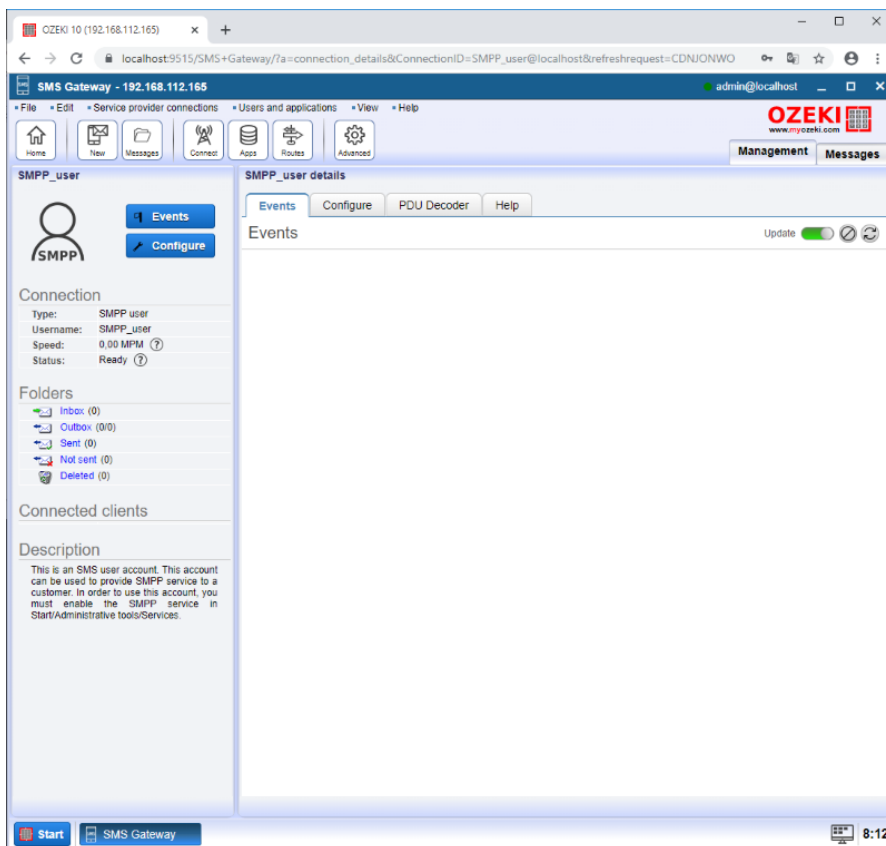 OZEKI 10 (192.168.112.165)
localhost:9515/SMS+Gateway/?a=connection_details&ConnectionID=SMPP_user@localhost&refreshrequest=CDNJONWO
SMS Gateway - 192.168.112.165
admin@localhost
File Edit Service provider connections Users and applications View Help
OZEKI
www.myozeki.com
Home New Messages Connect Apps Routes Advanced
Management Messages
SMPP_user
SMPP_user details
Events Configure PDU Decoder Help
Events
Update
SMPP
Events
Configure
Connection
Type: SMPP user
Username: SMPP_user
Speed: 0,00 MPM ?
Status: Ready ?
Folders
Inbox (0)
Outbox (0/0)
Sent (0)
Not sent (0)
Deleted (0)
Connected clients
Description
This is an SMS user account. This account
can be used to provide SMPP service to a
customer. In order to use this account, you
must enable the SMPP service in
Start/Administrative tools/Services.
Start
SMS Gateway
8:12